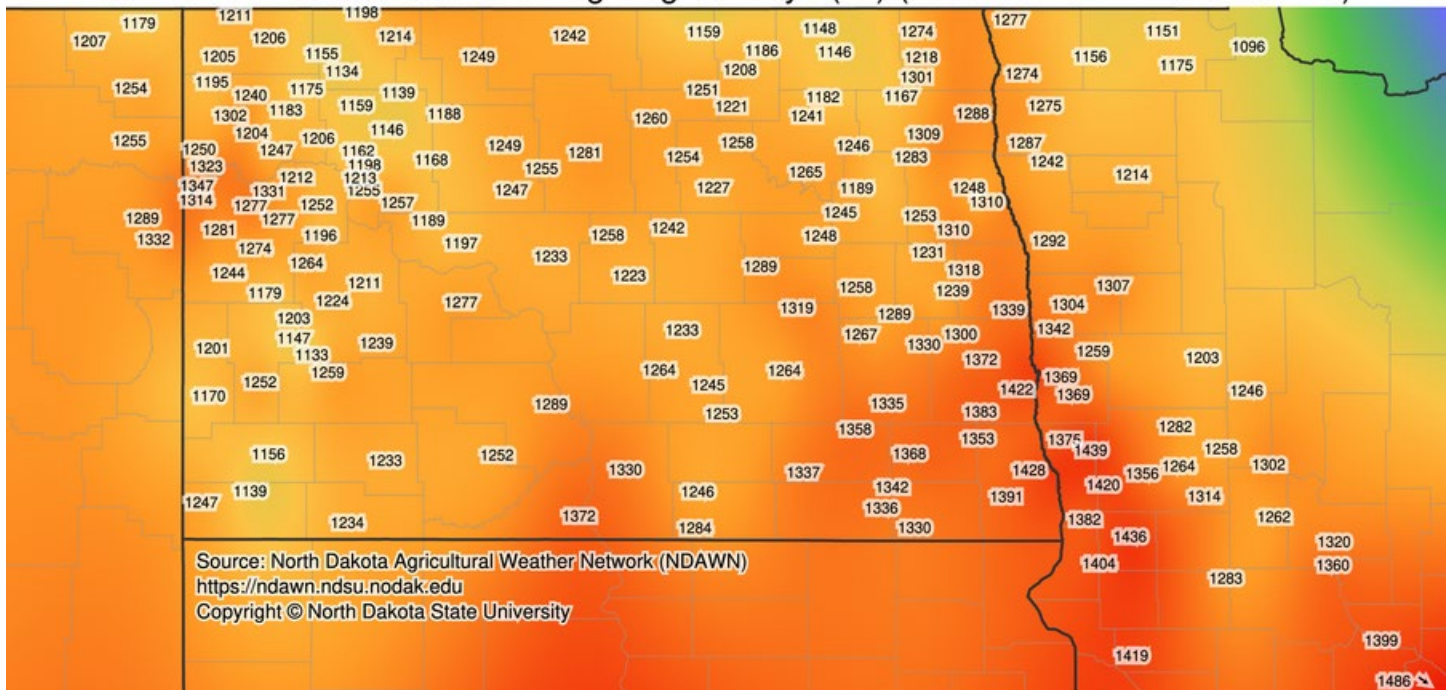 1179 1211 1198 1242 1159 1148 1274 1277 1151
1207 1206 1214 1186 1146 1218 1156 1096
1205 1155 1249 1208 1301 1274 1175
1254 1195 1134 1139 1251 1182 1167 1275
1240 1175 1221 1241 1288
1302 1183 1159 1188 1260
1255 1204 1206 1146 1249 1258 1246 1309 1287
1250 1247 1162 1168 1281 1254 1283 1242
1323 1198 1255 1265 1214
1347 1212 1213 1247 1227 1189 1248
1314 1331 1255 1310
1289 1277 1252 1257 1245 1253
1277 1189 1242 1310
1332 1281 1196 1197 1258 1248 1292
1274 1233 1231
1244 1264 1223 1289 1318
1179 1211 1258 1239 1307
1224 1277 1319 1339 1304
1203 1289
1147 1233 1267 1300 1342
1201 1133 1239 1330 1259 1203
1259 1264 1264 1372 1369
1252 1245 1422 1369 1246
1170 1289 1253 1335 1383
1358 1282
1156 1233 1252 1368 1353 1375 1439 1258
1330 1337 1428 1356 1264 1302
1139 1246 1342 1391 1420 1314
1247 1336
1234 1372 1284 1330 1382 1262
1436 1320
Source: North Dakota Agricultural Weather Network (NDAWN)
1404 1360
https://ndawn.ndsu.nodak.edu
1283
Copyright © North Dakota State University
1399
1419
1486